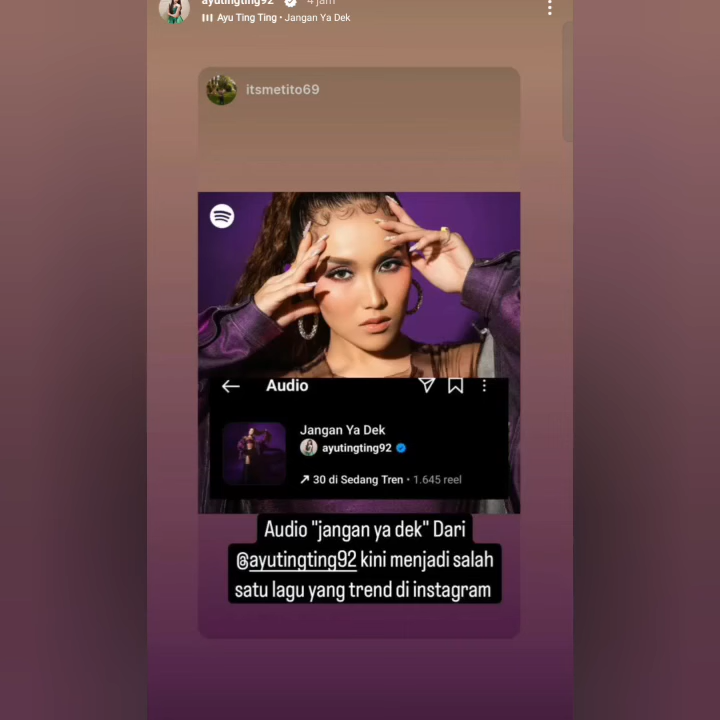 ayutingting92 4 jam
Ayu Ting Ting • Jangan Ya Dek
itsmetito69
Audio
Jangan Ya Dek
ayutingting92
30 di Sedang Tren • 1.645 reel
Audio "jangan ya dek" Dari
@ayutingting92 kini menjadi salah
satu lagu yang trend di instagram